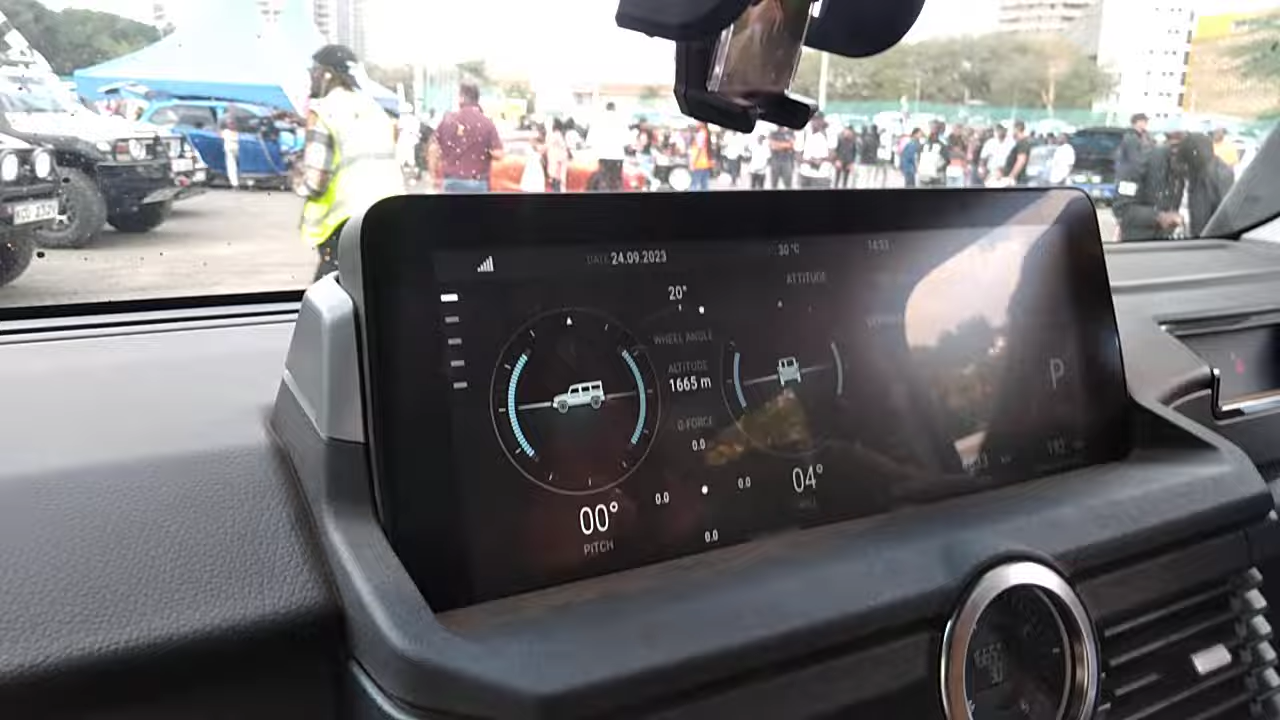 DATE 24.09.2023
30 °C
14:33
20°
ATTITUDE
WHEEL ANGLE
ALTITUDE
1665 m
G-FORCE
0.0
P
0.0
0.0
04°
00°
PITCH
0.0